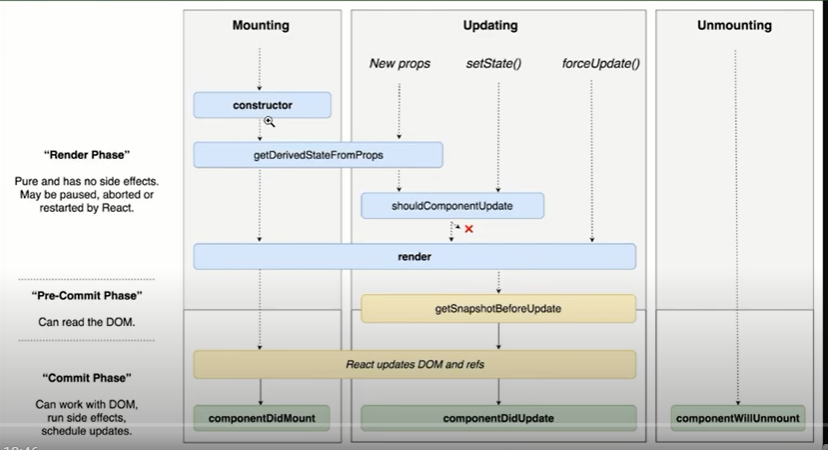 Mounting
Updating
Unmounting
New props
setState()
forceUpdate()
constructor
"Render Phase"
Pure and has no side effects.
May be paused, aborted or
restarted by React.
getDerivedStateFromProps
shouldComponentUpdate
render
"Pre-Commit Phase"
Can read the DOM.
getSnapshotBeforeUpdate
React updates DOM and refs
"Commit Phase"
Can work with DOM,
run side effects,
schedule updates.
componentDidMount
componentDidUpdate
componentWillUnmount